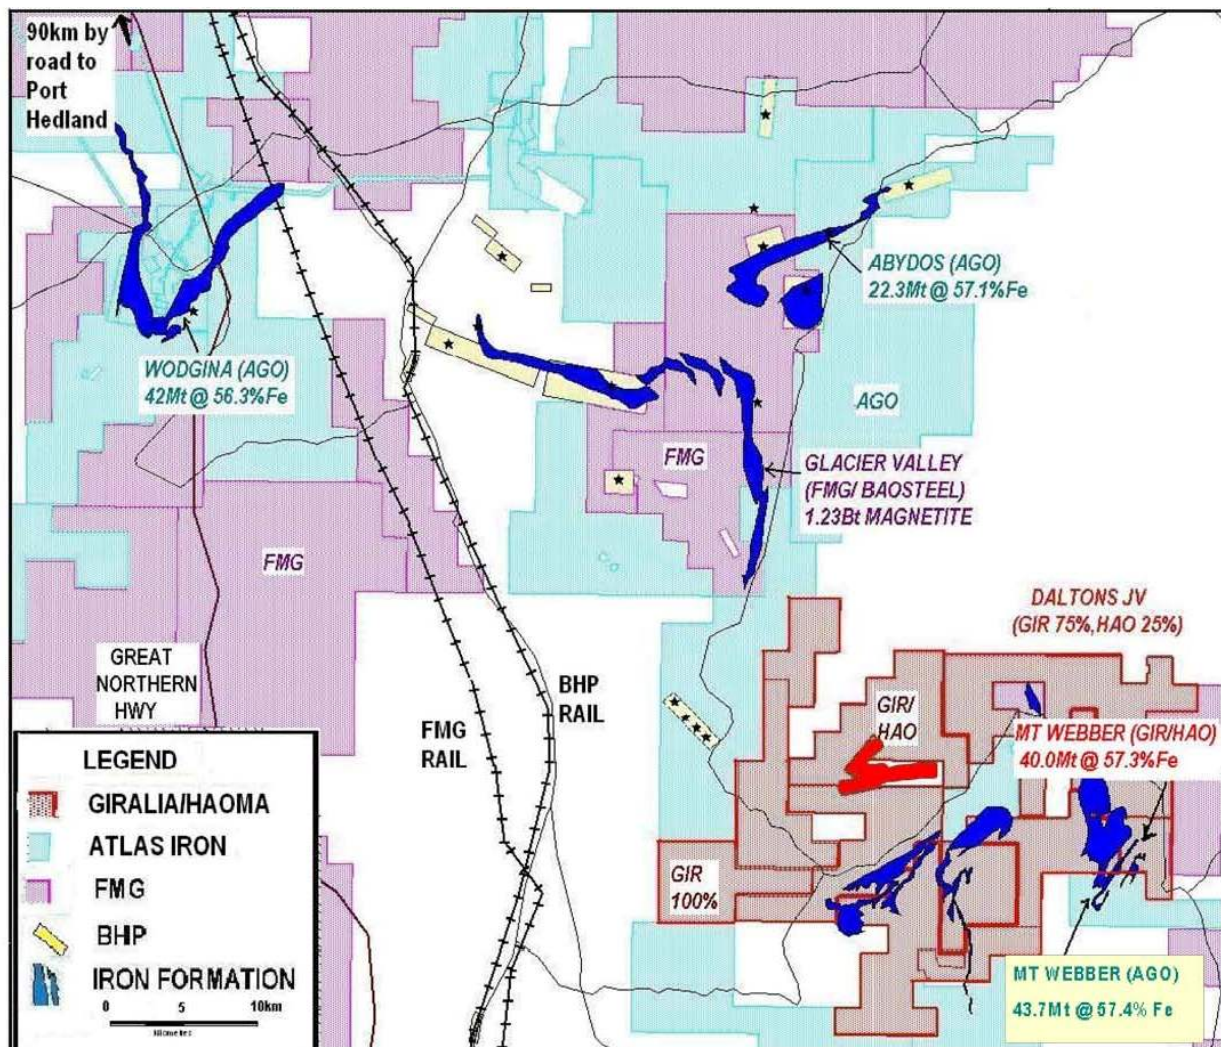 90km by
road to
Port
Hedland
ABYDOS (AGO)
22.3Mt @ 57.1%Fe
WODGINA (AGO)
42Mt @ 56.3%Fe
AGO
FMG
GLACIER VALLEY
(FMG/ BAOSTEEL)
1.23Bt MAGNETITE
FMG
DALTONS JV
(GIR 75%,HAO 25%)
GREAT
NORTHERN
HWY
BHP
RAIL
FMG
RAIL
GIR/
HAO
MT WEBBER (GIR/HAO)
40.0Mt @ 57.3%Fe
GIR
100%
LEGEND
GIRALIA/HAOMA
ATLAS IRON
FMG
BHP
IRON FORMATION
0 5 10km
MT WEBBER (AGO)
43.7Mt @ 57.4% Fe